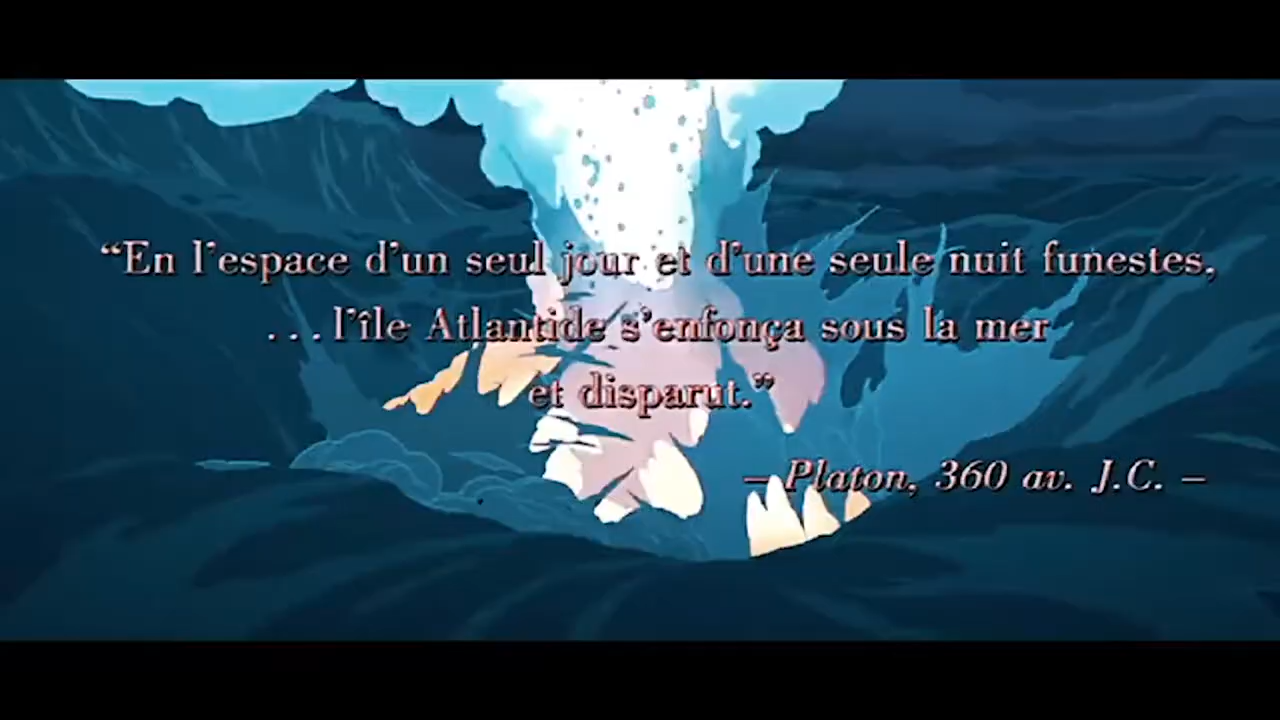 “En l’espace d’un seul jour et d’une seule nuit funestes,
...l’île Atlantide s’enfonça sous la mer
et disparut.”
– Platon, 360 av. J.C. –